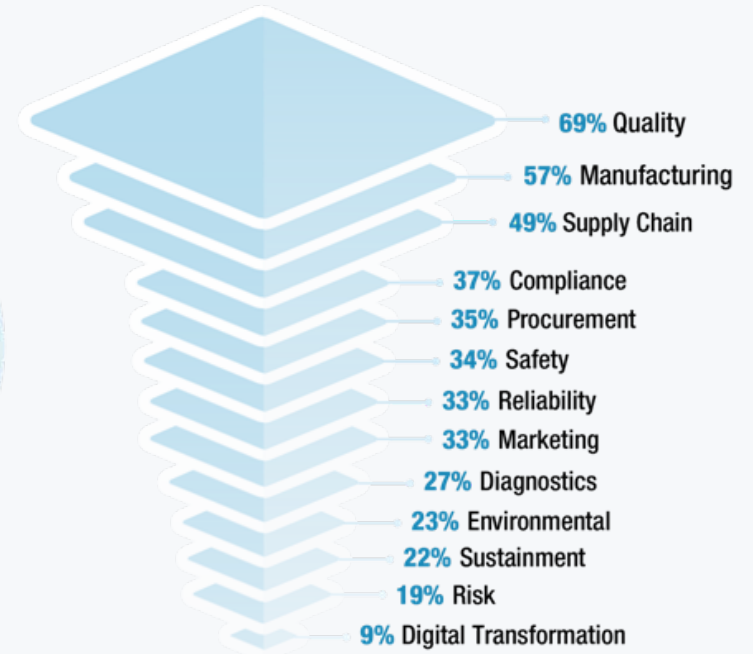 69% Quality
57% Manufacturing
49% Supply Chain
37% Compliance
35% Procurement
34% Safety
33% Reliability
33% Marketing
27% Diagnostics
23% Environmental
22% Sustainment
19% Risk
9% Digital Transformation